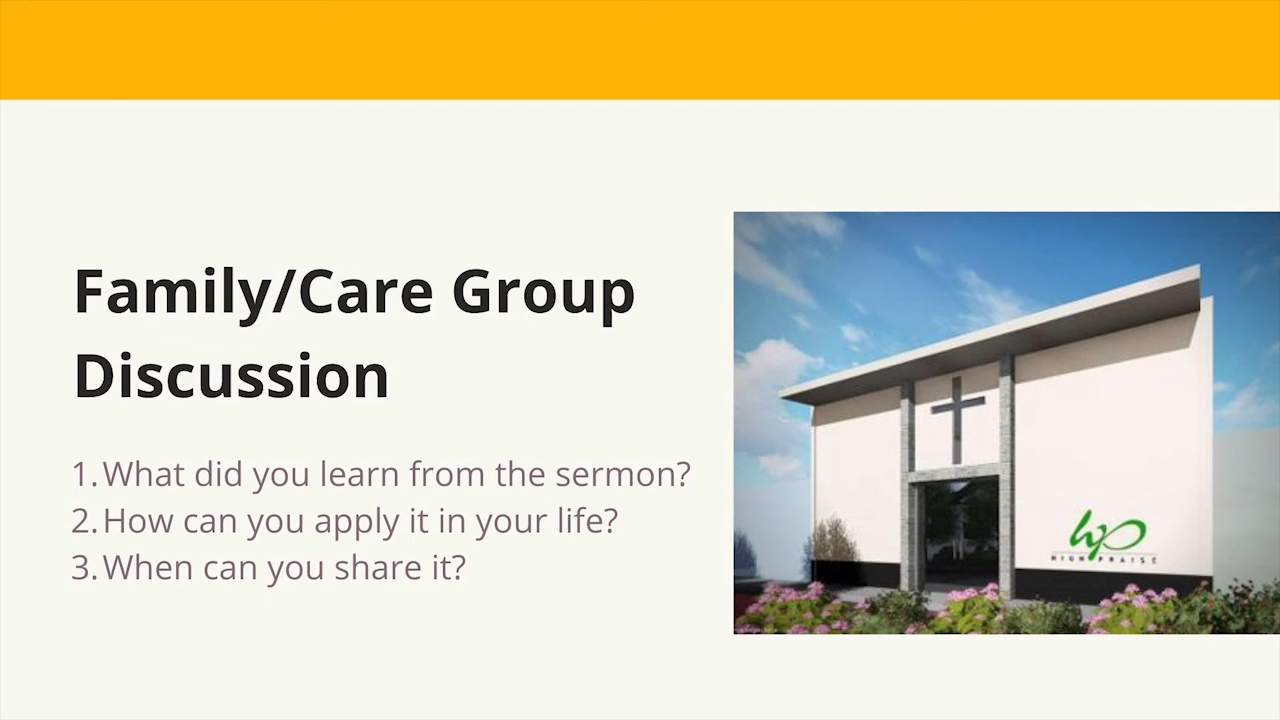 Family/Care Group
Discussion
1. What did you learn from the sermon?
2. How can you apply it in your life?
3. When can you share it?
hp
HIGH PRAISE